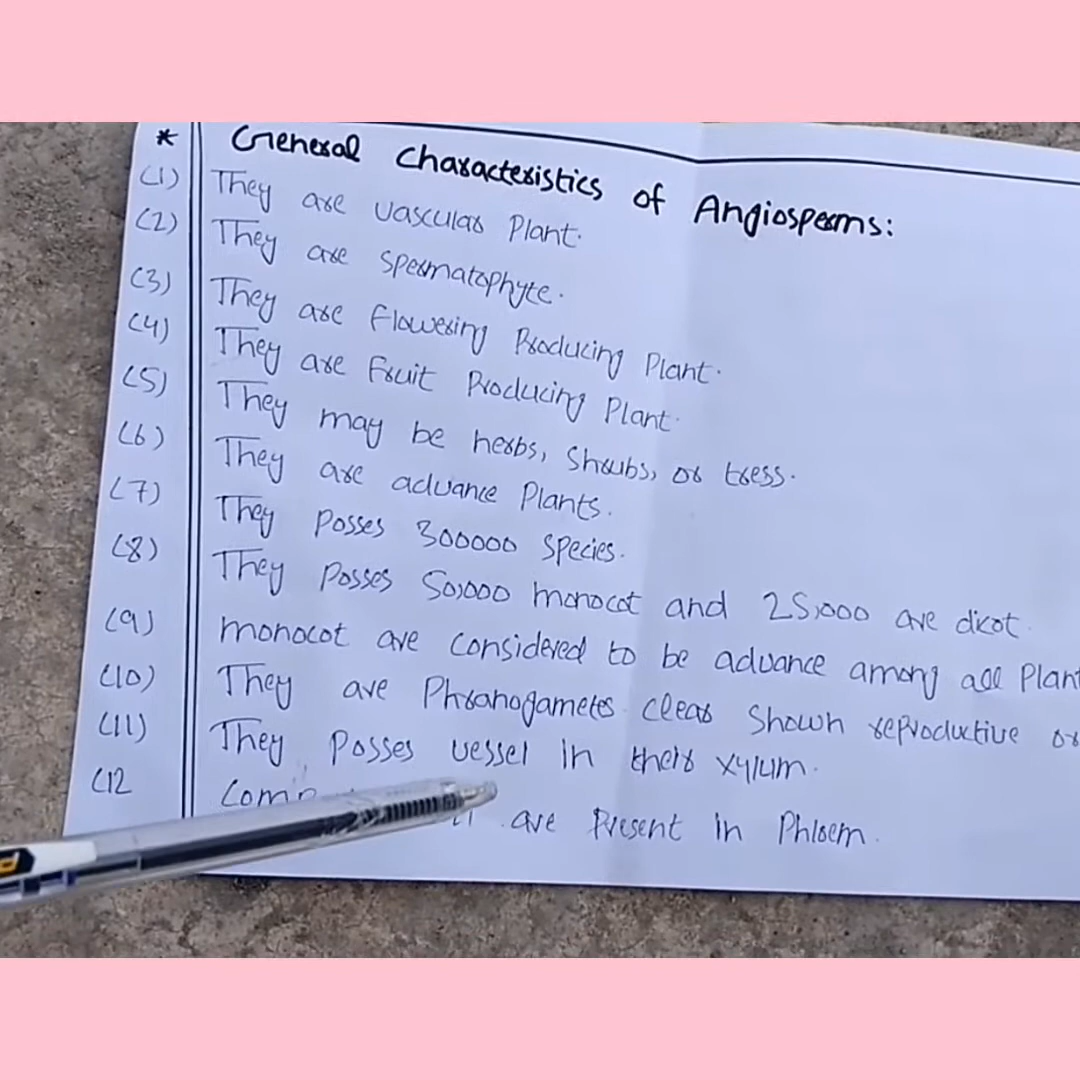 * General Characteristics of Angiosperms:
(1) They are vascular Plant.
(2) They are spermatophyte.
(3) They are flowering Producing Plant.
(4) They are Fruit Producing Plant.
(5) They may be herbs, Shrubs, or tress.
(6) They are advance Plants.
(7) They Posses 300000 species.
(8) They Posses 50,000 monocot and 25,000 are dicot.
(9) monocot are considered to be advance among all Plant
(10) They are Phranogametes clear shown reproductive or
(11) They Posses vessel in their xylum.
(12 are Present in Phloem.